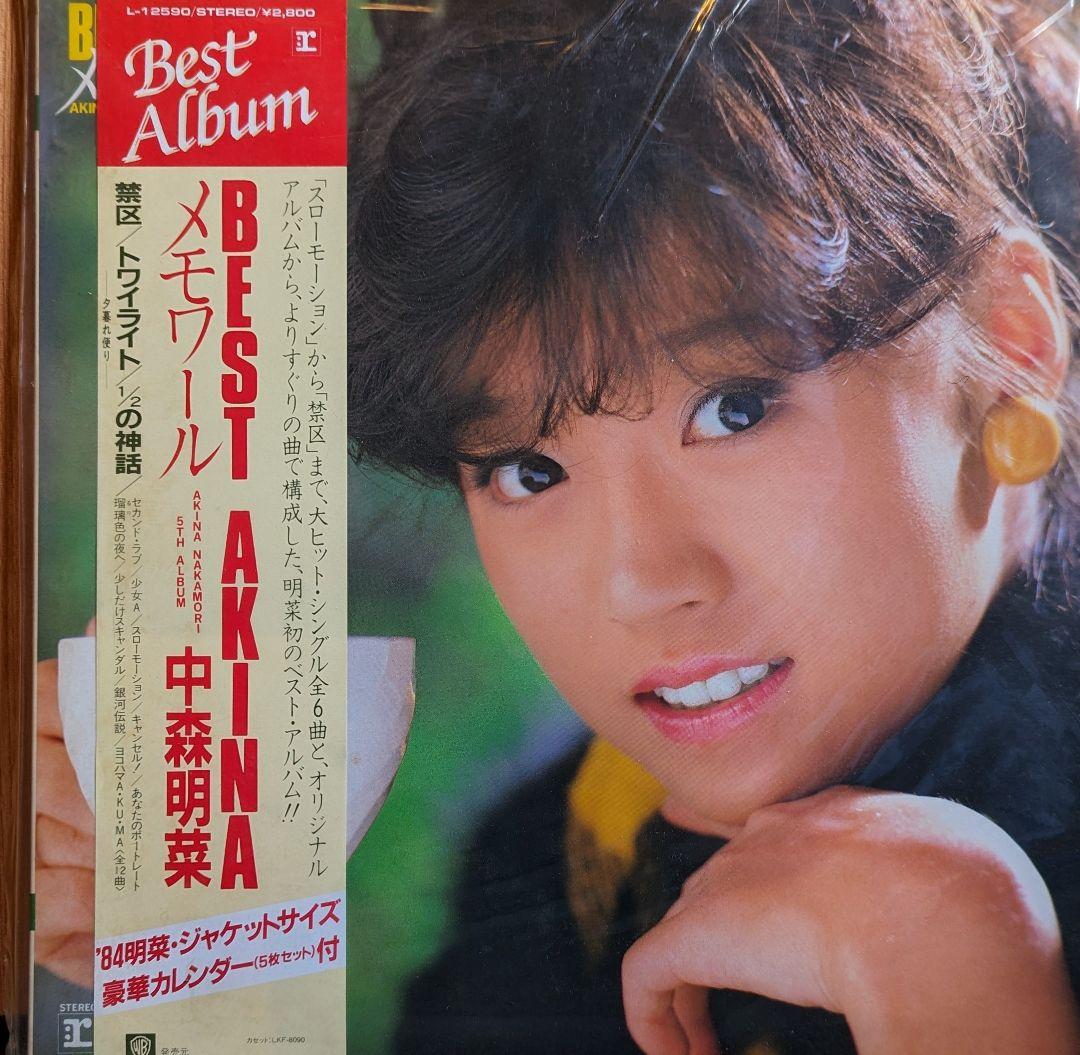 L-12590/STEREO/¥2,800
Best
Album
r
「スローモーション」から「禁区」まで、大ヒット・シングル全6曲と、オリジナル
アルバムから、よりすぐりの曲で構成した、明菜初のベスト・アルバム!!
BEST AKINA
メモワール
AKINA NAKAMORI
5TH ALBUM
中森明菜
禁区/トワイライト/½の神話/
——夕暮れ便り——
セカンド・ラブ/少女A/スローモーション/キャンセル!/あなたのポートレート
瑠璃色の夜へ/少しだけスキャンダル/銀河伝説/ヨコハマA・KU・MA〈全12曲〉
'84明菜・ジャケットサイズ
豪華カレンダー(5枚セット)付
カセット:LKF-8090
発売元
WB
B
メ
AKIN
STEREO
r